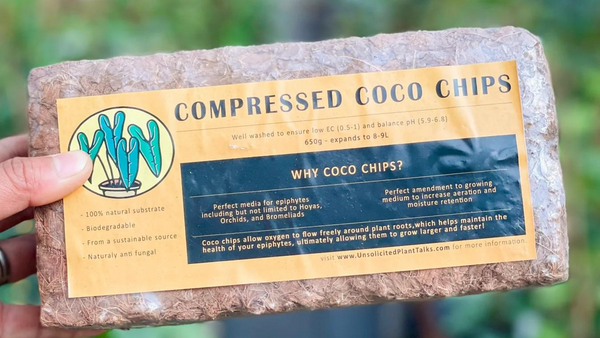 COMPRESSED COCO CHIPS
Well washed to ensure low EC (0.5-1) and balance pH (5.9-6.8)
650g - expands to 8-9L
WHY COCO CHIPS?
Perfect media for epiphytes
including but not limited to Hoyas,
Orchids, and Bromeliads
Perfect amendment to growing
medium to increase aeration and
moisture retention
Coco chips allow oxygen to flow freely around plant roots,which helps maintain the
health of your epiphytes, ultimately allowing them to grow larger and faster!
- 100% natural substrate
- Biodegradable
- From a sustainable source
- Naturaly anti fungal
visit www.UnsolicitedPlantTalks.com for more information